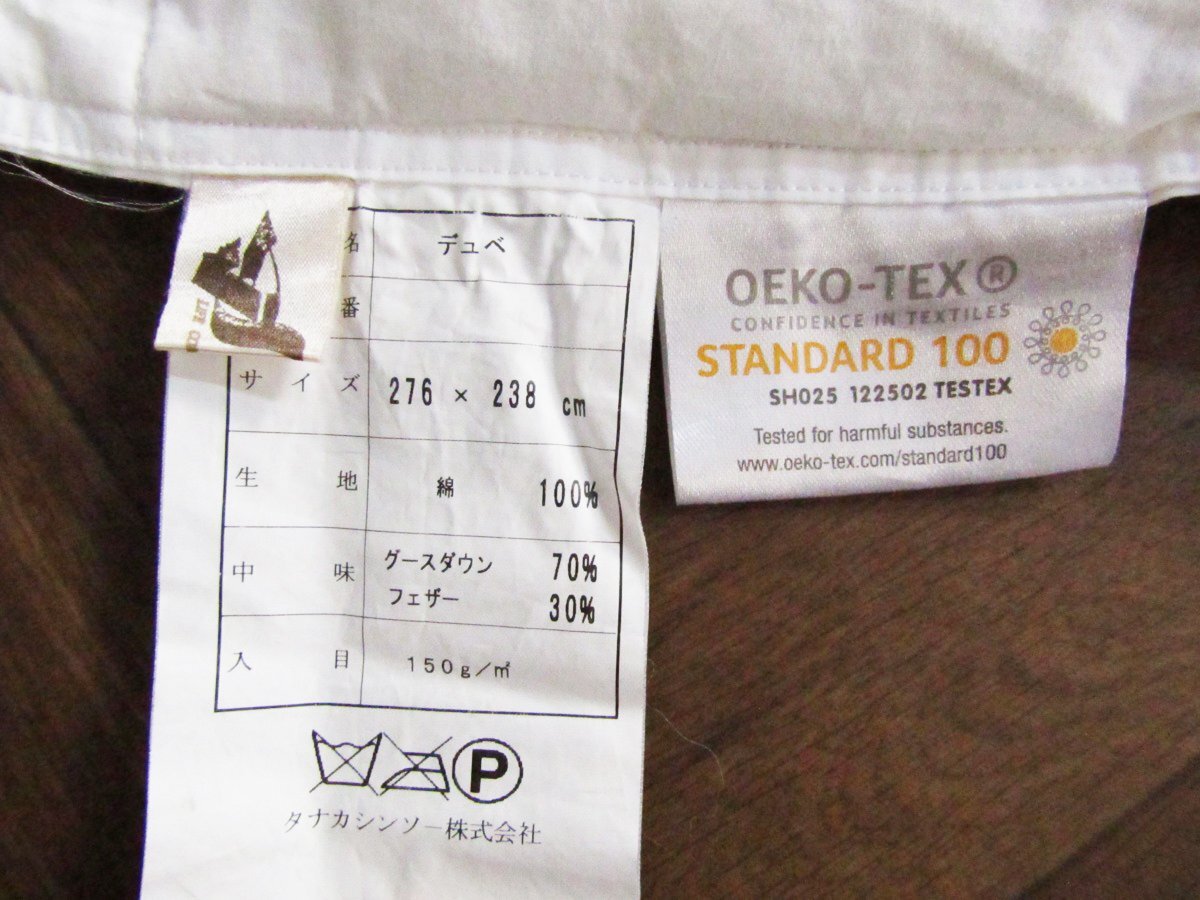 名 デュベ
番
サイズ 276 × 238 cm
生地 綿 100%
中味 グースダウン 70%
フェザー 30%
入目 150g/㎡
P
タナカシンソー株式会社
OEKO-TEX®
CONFIDENCE IN TEXTILES
STANDARD 100
SH025 122502 TESTEX
Tested for harmful substances.
www.oeko-tex.com/standard100